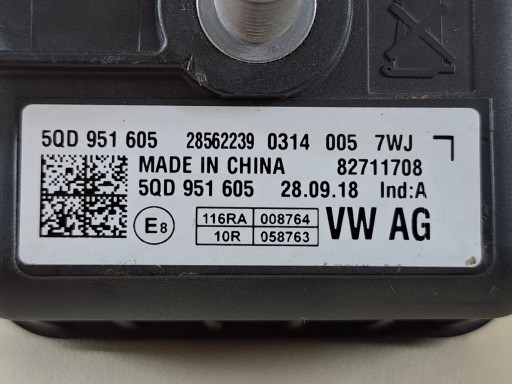 5QD 951 605 28562239 0314 005 7WJ
MADE IN CHINA 82711708
5QD 951 605 28.09.18 Ind:A
E8 116RA 008764 VW AG
10R 058763